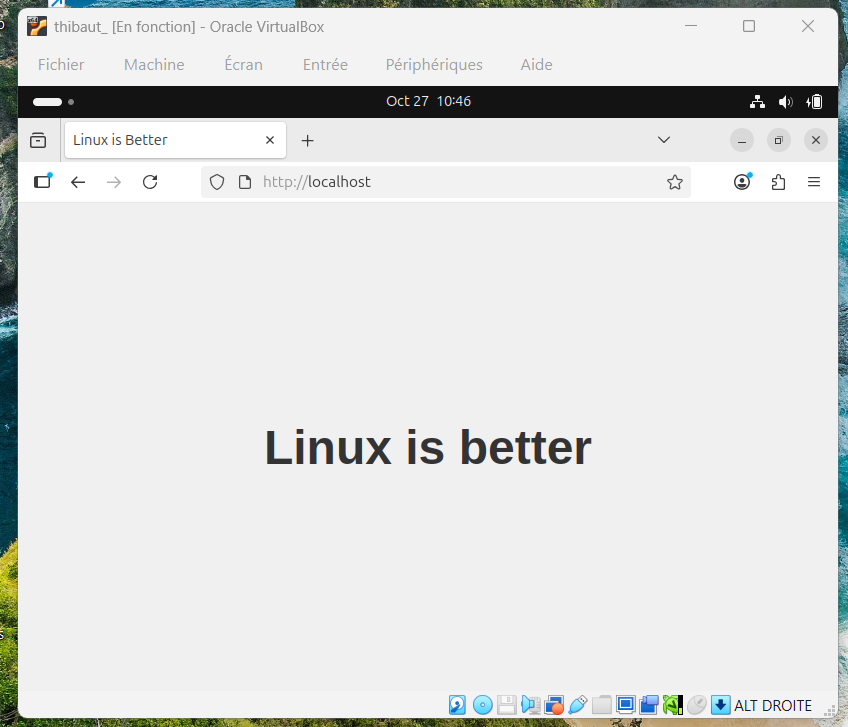 thibaut_ [En fonction] - Oracle VirtualBox
Fichier Machine Écran Entrée Périphériques Aide
Oct 27 10:46
Linux is Better
http://localhost
Linux is better
ALT DROITE